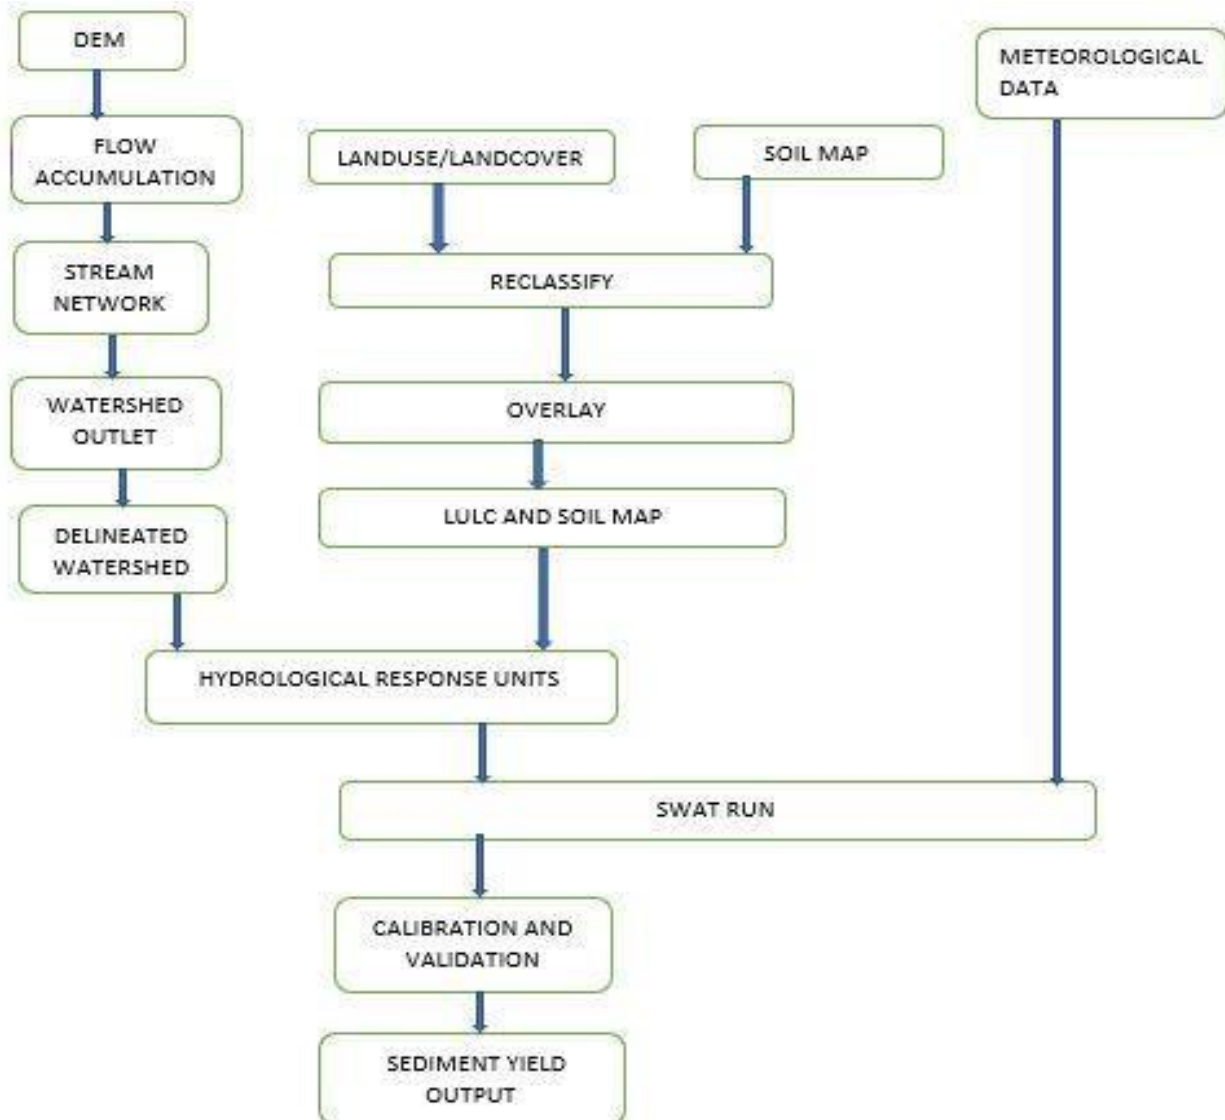 DEM
METEOROLOGICAL
DATA
FLOW
ACCUMULATION
LANDUSE/LANDCOVER
SOIL MAP
STREAM
NETWORK
RECLASSIFY
WATERSHED
OUTLET
OVERLAY
DELINEATED
WATERSHED
LULC AND SOIL MAP
HYDROLOGICAL RESPONSE UNITS
SWAT RUN
CALIBRATION AND
VALIDATION
SEDIMENT YIELD
OUTPUT